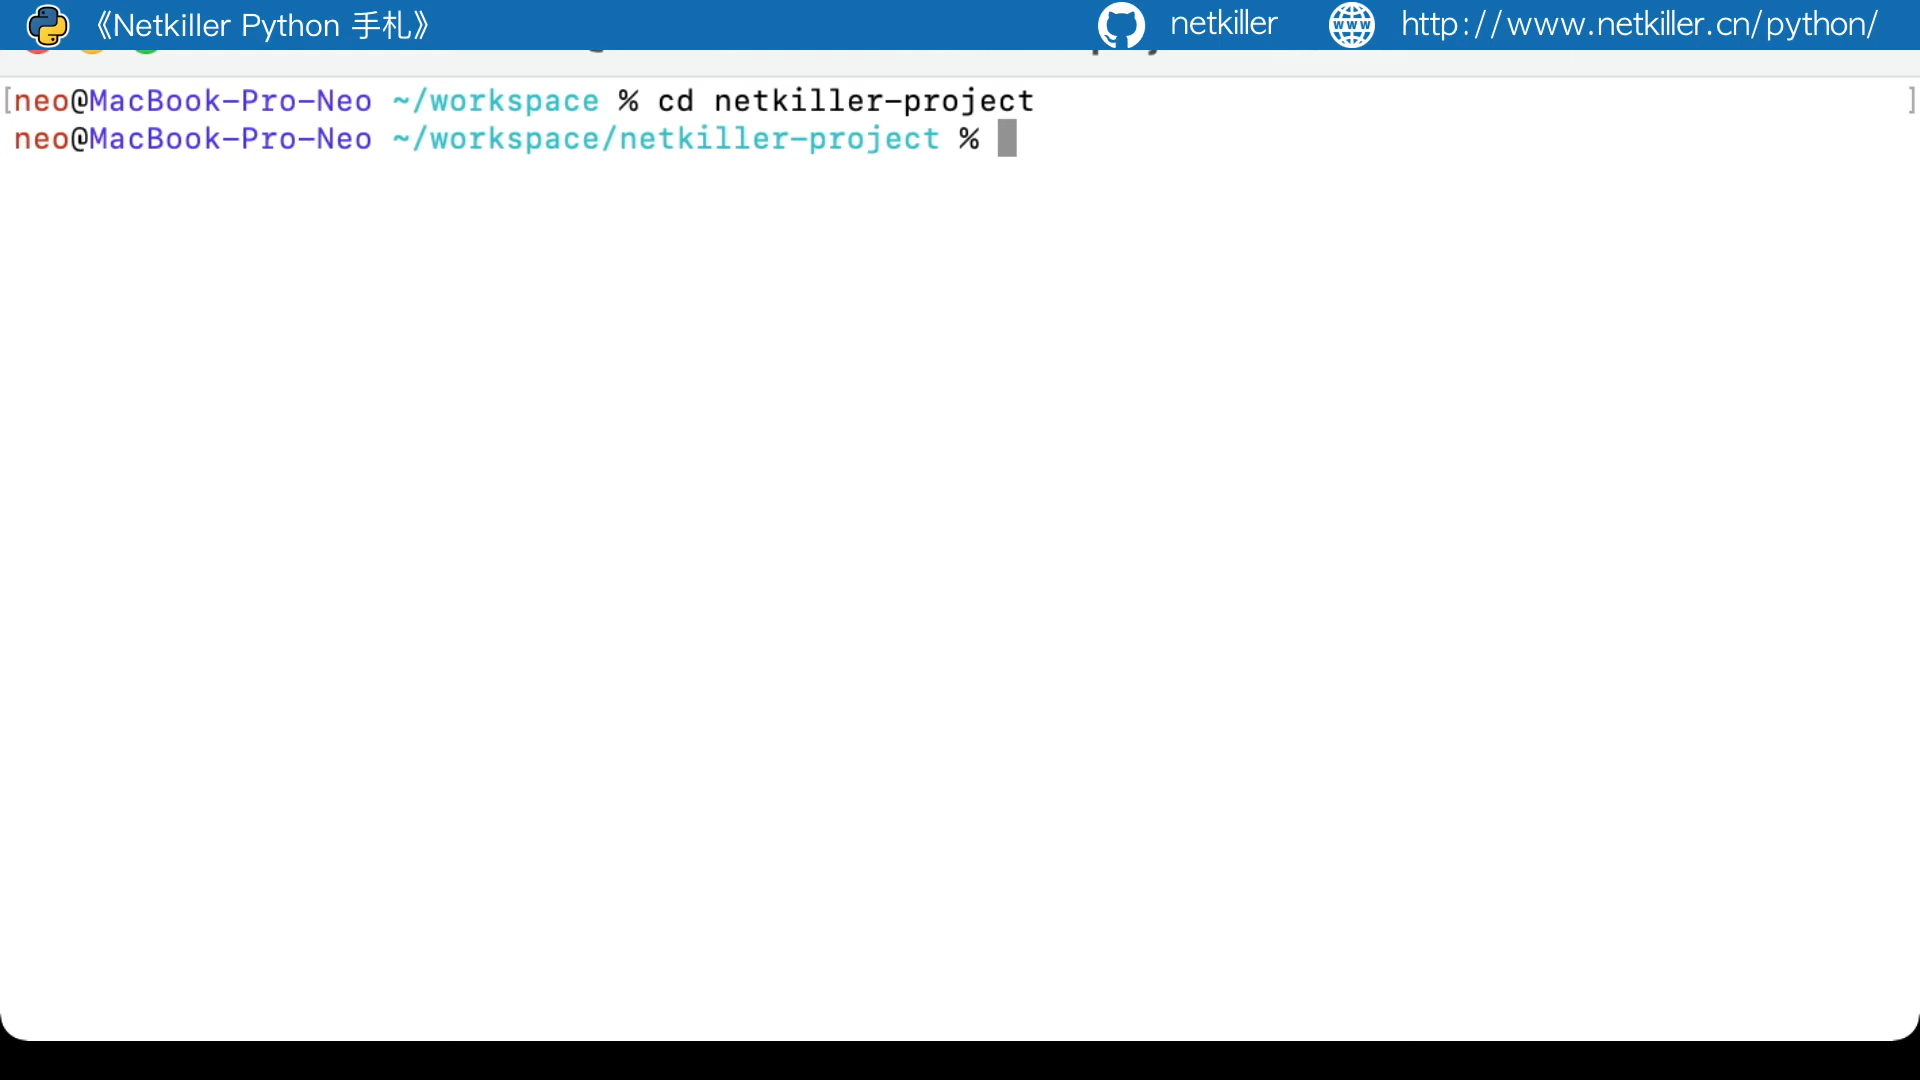 《Netkiller Python 手札》 netkiller http://www.netkiller.cn/python/
[neo@MacBook-Pro-Neo ~/workspace % cd netkiller-project ]
neo@MacBook-Pro-Neo ~/workspace/netkiller-project %